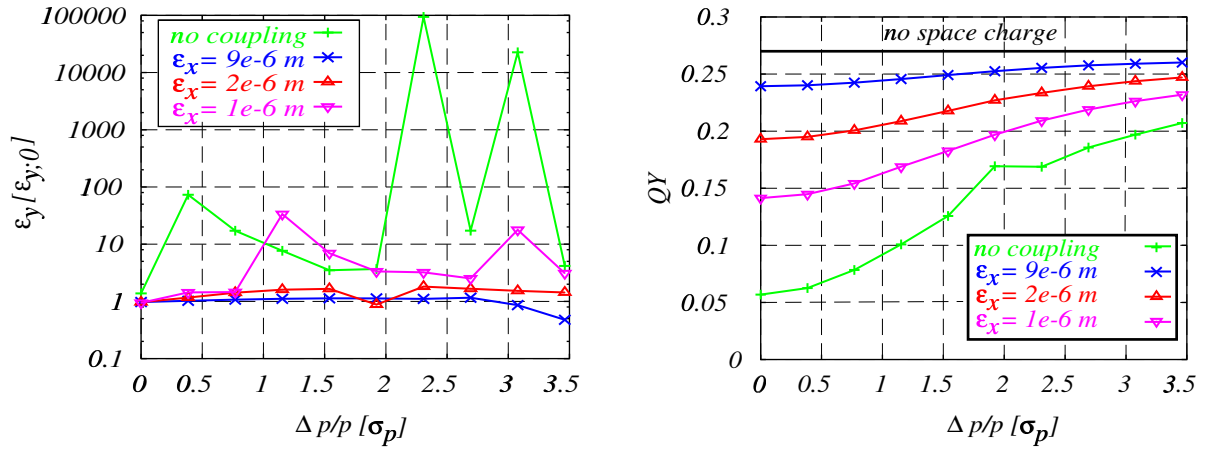 100000
10000
1000
100
10
1
0.1
εy [εy;0]
no coupling
εx= 9e-6 m
εx= 2e-6 m
εx= 1e-6 m
0 0.5 1 1.5 2 2.5 3 3.5
Δ p/p [σp]
0.3
0.25
0.2
0.15
0.1
0.05
0
QY
no space charge
no coupling
εx= 9e-6 m
εx= 2e-6 m
εx= 1e-6 m
0 0.5 1 1.5 2 2.5 3 3.5
Δ p/p [σp]